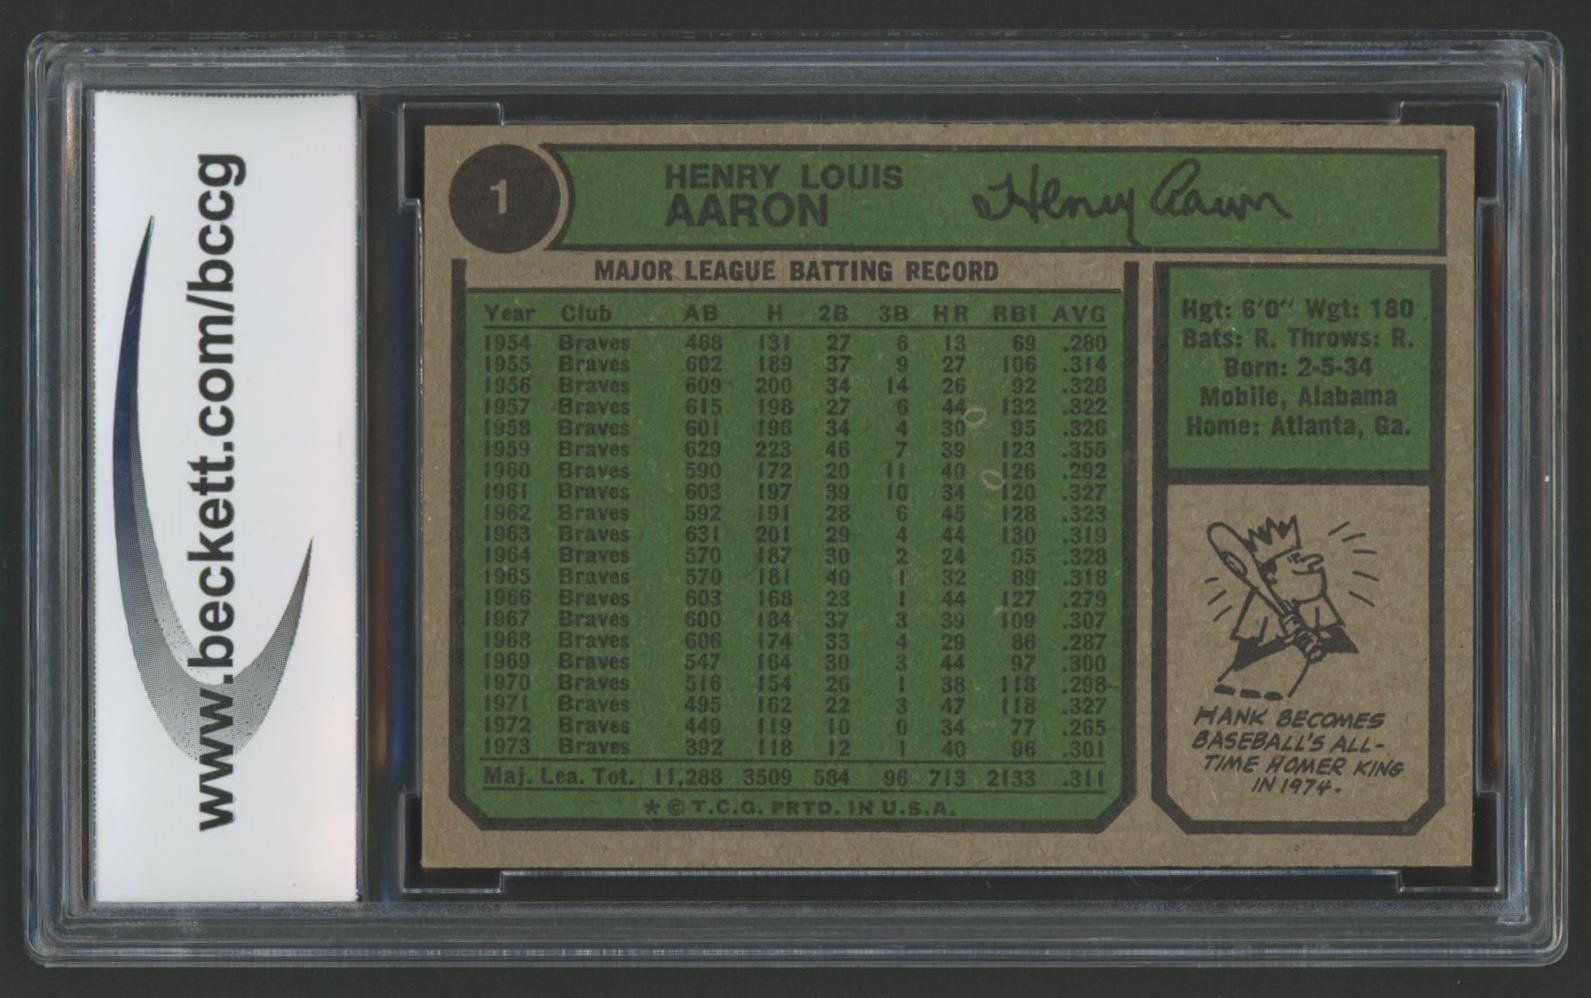 www.beckett.com/bccg
1
HENRY LOUIS
AARON
Henry Aaron
MAJOR LEAGUE BATTING RECORD
Year Club AB H 2B 3B HR RBI AVG
1954 Braves 468 131 27 6 13 69 .280
1955 Braves 602 189 37 9 27 106 .314
1956 Braves 609 200 34 14 26 92 .328
1957 Braves 615 198 27 6 44 132 .322
1958 Braves 601 196 34 4 30 95 .326
1959 Braves 629 223 46 7 39 123 .355
1960 Braves 590 172 20 11 40 126 .292
1961 Braves 603 197 39 10 34 120 .327
1962 Braves 592 191 28 6 45 128 .323
1963 Braves 631 201 29 4 44 130 .319
1964 Braves 570 187 30 2 24 95 .328
1965 Braves 570 181 40 1 32 89 .318
1966 Braves 603 168 23 1 44 127 .279
1967 Braves 600 184 37 3 39 109 .307
1968 Braves 606 174 33 4 29 86 .287
1969 Braves 547 164 30 3 44 97 .300
1970 Braves 516 154 26 1 38 118 .298
1971 Braves 495 162 22 3 47 118 .327
1972 Braves 449 119 10 0 34 77 .265
1973 Braves 392 118 12 1 40 96 .301
Maj. Lea. Tot. 11,288 3509 584 96 713 2133 .311
* © T.C.G. PRTD. IN U.S.A.
Hgt: 6'0" Wgt: 180
Bats: R. Throws: R.
Born: 2-5-34
Mobile, Alabama
Home: Atlanta, Ga.
HANK BECOMES
BASEBALL'S ALL-
TIME HOMER KING
IN 1974.